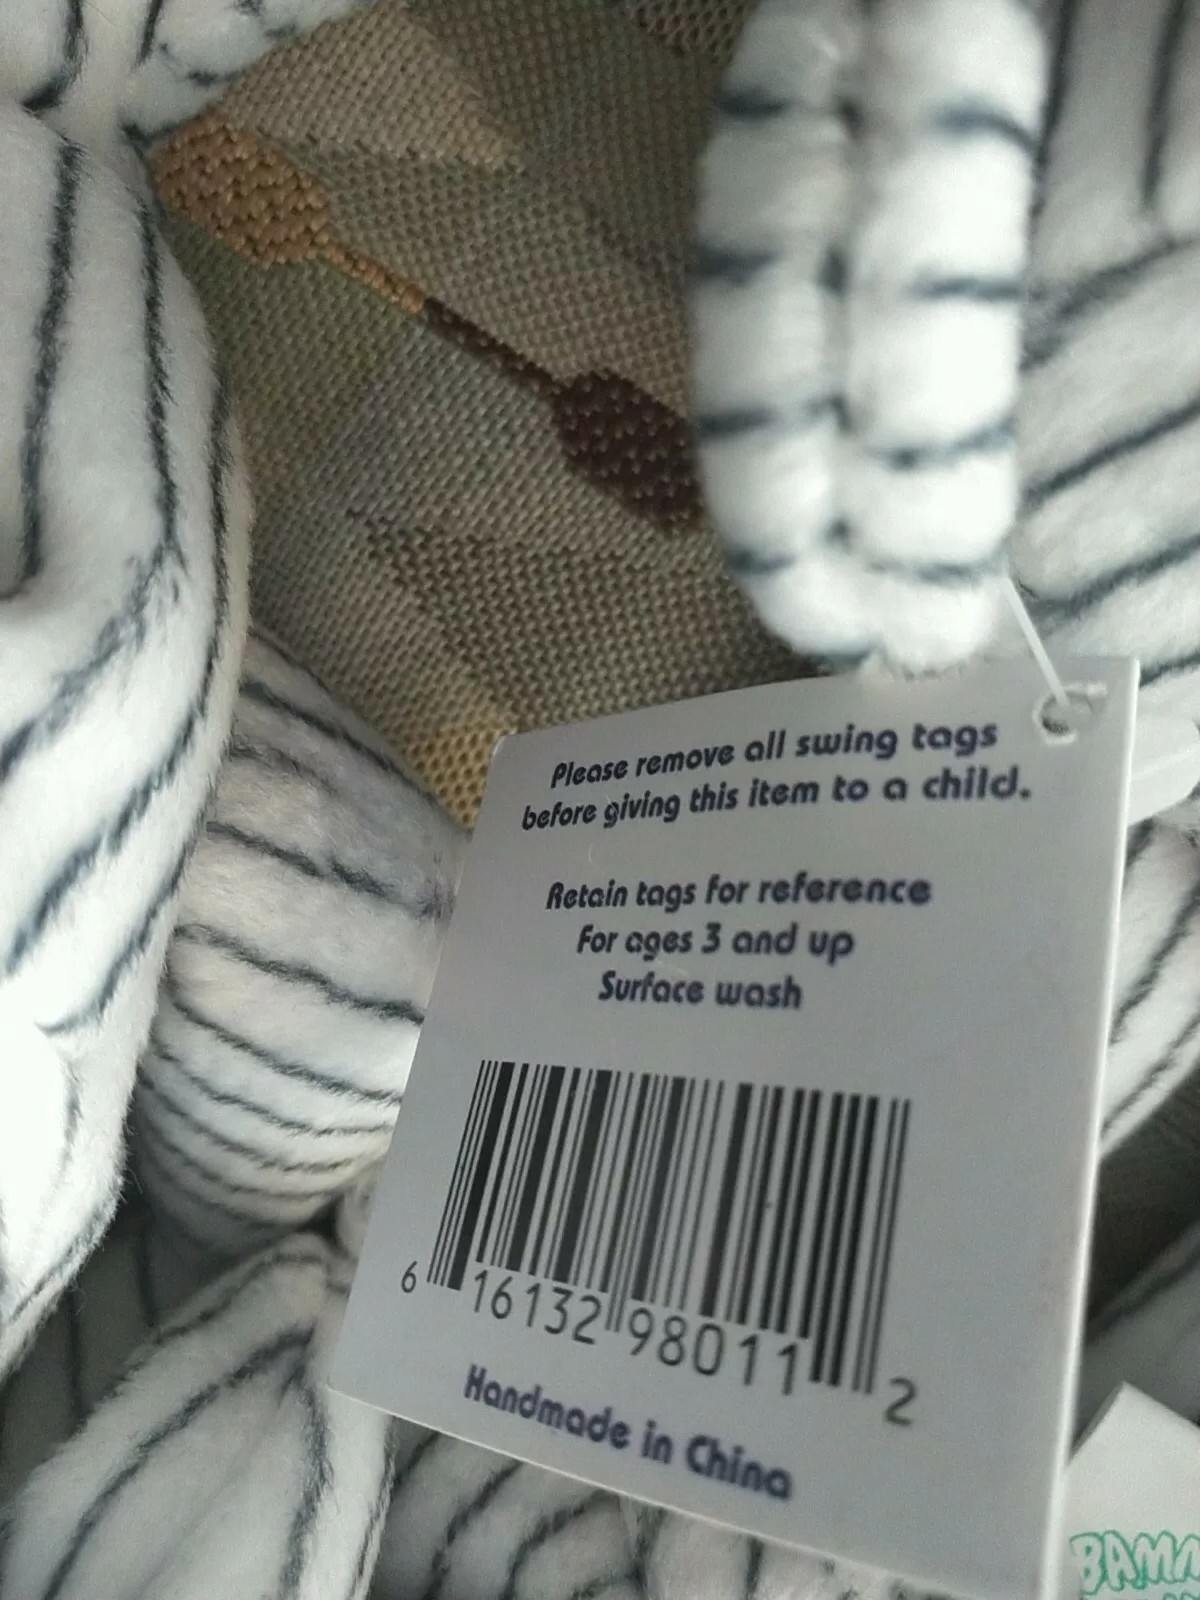 Please remove all swing tags
before giving this item to a child.
Retain tags for reference
For ages 3 and up
Surface wash
6 16132 98011 2
Handmade in China